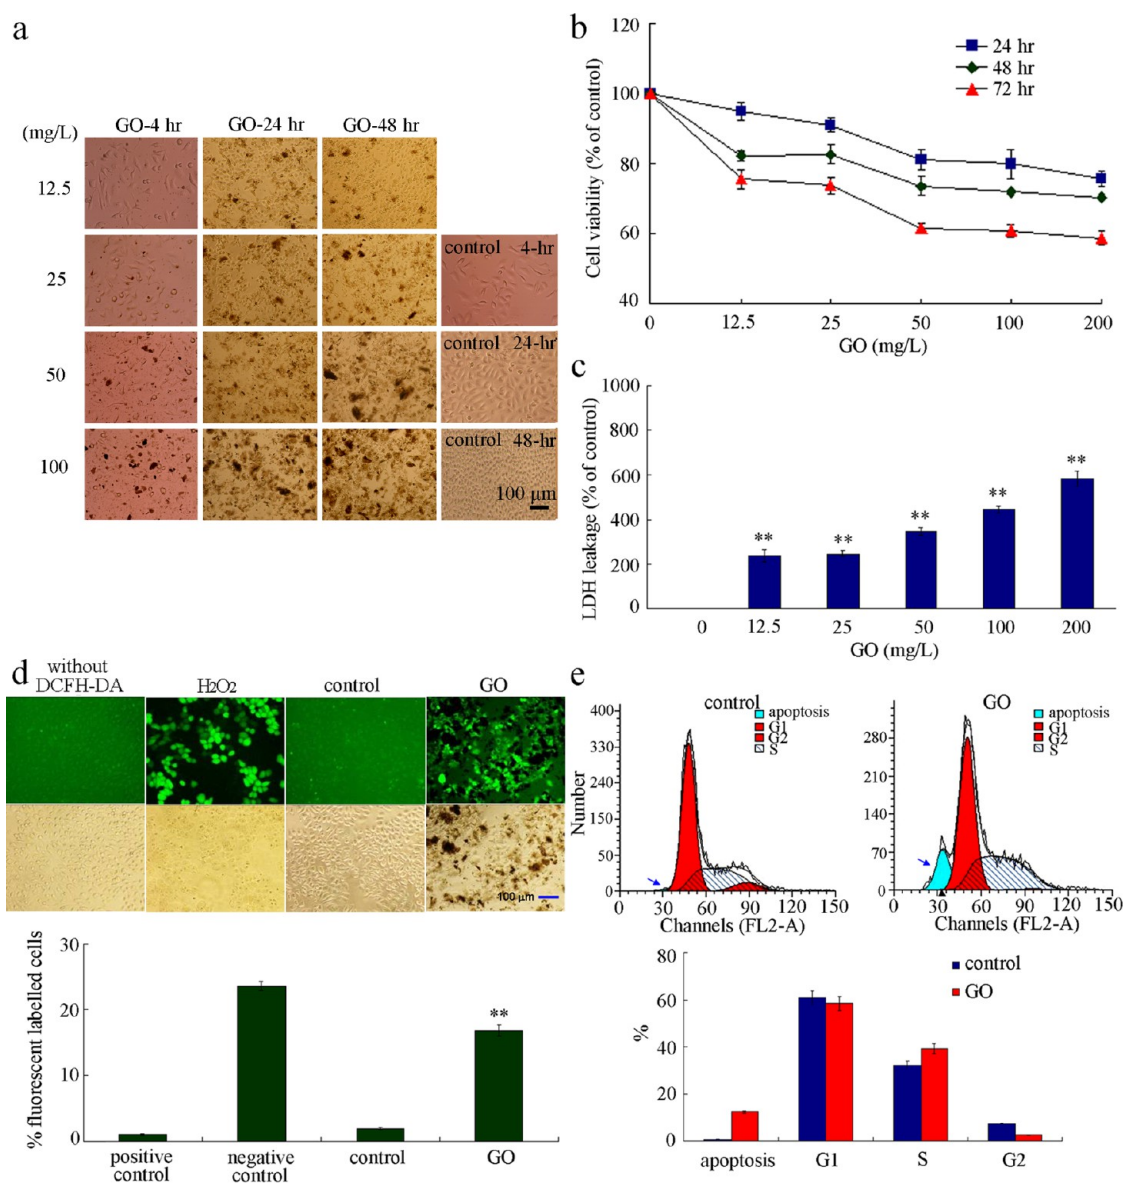 a
(mg/L)
GO-4 hr
GO-24 hr
GO-48 hr
12.5
25
50
100
control 4-hr
control 24-hr
control 48-hr
100 µm
b
Cell viability (% of control)
120
100
80
60
40
24 hr
48 hr
72 hr
0
12.5
25
50
100
200
GO (mg/L)
c
LDH leakage (% of control)
1000
800
600
400
200
0
**
**
**
**
**
0
12.5
25
50
100
200
GO (mg/L)
d
without
DCFH-DA
H2O2
control
GO
100 µm
% fluorescent labelled cells
30
20
10
0
**
positive
control
negative
control
control
GO
e
control
apoptosis
G1
G2
S
Number
400
330
240
150
50
0
0
30
60
90
120
150
Channels (FL2-A)
GO
apoptosis
G1
G2
S
280
210
140
70
0
0
30
60
90
120
150
Channels (FL2-A)
%
80
60
40
20
0
control
GO
apoptosis
G1
S
G2